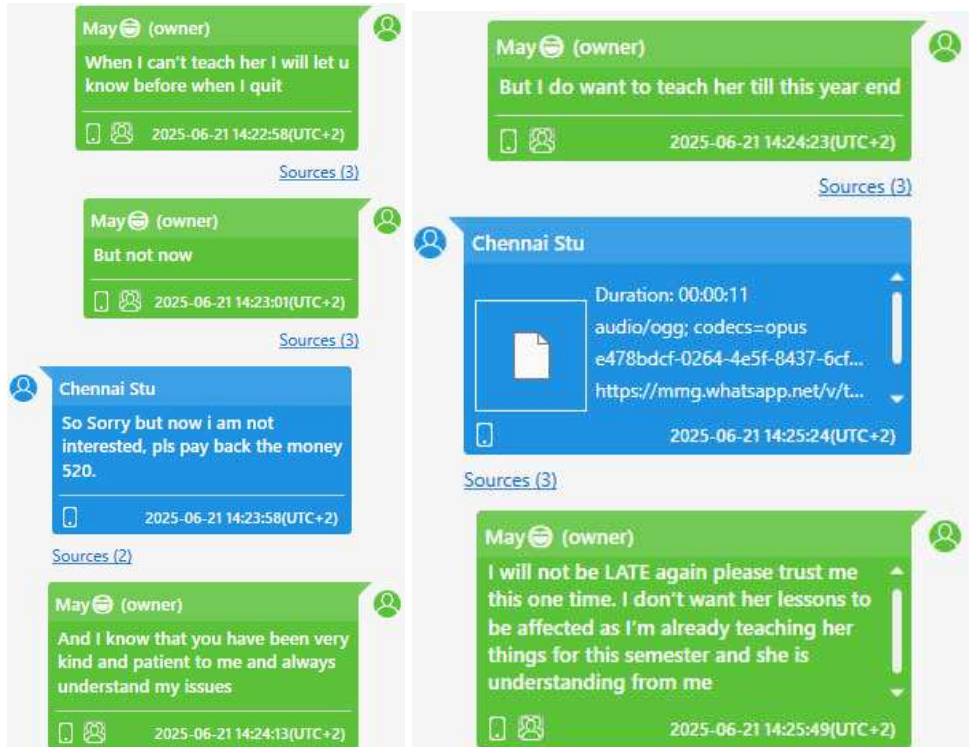 May😁 (owner)
When I can't teach her I will let u
know before when I quit
2025-06-21 14:22:58(UTC+2)
Sources (3)
May😁 (owner)
But not now
2025-06-21 14:23:01(UTC+2)
Sources (3)
Chennai Stu
So Sorry but now i am not
interested, pls pay back the money
520.
2025-06-21 14:23:58(UTC+2)
Sources (2)
May😁 (owner)
And I know that you have been very
kind and patient to me and always
understand my issues
2025-06-21 14:24:13(UTC+2)
May😁 (owner)
But I do want to teach her till this year end
2025-06-21 14:24:23(UTC+2)
Sources (3)
Chennai Stu
Duration: 00:00:11
audio/ogg; codecs=opus
e478bdcf-0264-4e5f-8437-6cf...
https://mmg.whatsapp.net/v/t...
2025-06-21 14:25:24(UTC+2)
Sources (3)
May😁 (owner)
I will not be LATE again please trust me
this one time. I don't want her lessons to
be affected as I'm already teaching her
things for this semester and she is
understanding from me
2025-06-21 14:25:49(UTC+2)